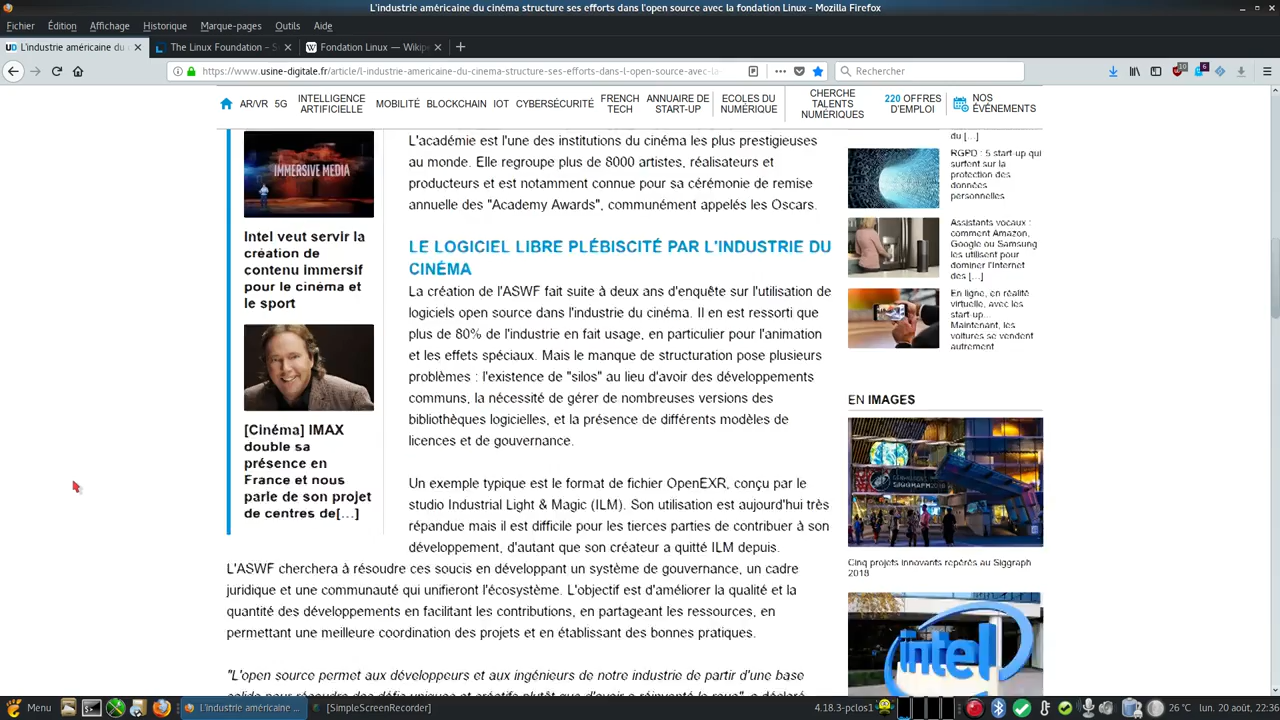 L'industrie américaine du cinéma structure ses efforts dans l'open source avec la fondation Linux - Mozilla Firefox
Fichier Édition Affichage Historique Marque-pages Outils Aide
UD L'industrie américaine du c
The Linux Foundation – S
W Fondation Linux — Wikip
https://www.usine-digitale.fr/article/l-industrie-americaine-du-cinema-structure-ses-efforts-dans-l-open-source-avec-la-
Rechercher
10
6
AR/VR 5G INTELLIGENCE ARTIFICIELLE MOBILITÉ BLOCKCHAIN IOT CYBERSÉCURITÉ FRENCH TECH ANNUAIRE DE START-UP ECOLES DU NUMÉRIQUE CHERCHE TALENTS NUMÉRIQUES 220 OFFRES D'EMPLOI NOS ÉVÉNEMENTS
IMMERSIVE MEDIA
Intel veut servir la
création de
contenu immersif
pour le cinéma et
le sport
[Cinéma] IMAX
double sa
présence en
France et nous
parle de son projet
de centres de[…]
L'académie est l'une des institutions du cinéma les plus prestigieuses
au monde. Elle regroupe plus de 8000 artistes, réalisateurs et
producteurs et est notamment connue pour sa cérémonie de remise
annuelle des "Academy Awards", communément appelés les Oscars.
LE LOGICIEL LIBRE PLÉBISCITÉ PAR L'INDUSTRIE DU
CINÉMA
La création de l'ASWF fait suite à deux ans d'enquête sur l'utilisation de
logiciels open source dans l'industrie du cinéma. Il en est ressorti que
plus de 80% de l'industrie en fait usage, en particulier pour l'animation
et les effets spéciaux. Mais le manque de structuration pose plusieurs
problèmes : l'existence de "silos" au lieu d'avoir des développements
communs, la nécessité de gérer de nombreuses versions des
bibliothèques logicielles, et la présence de différents modèles de
licences et de gouvernance.
Un exemple typique est le format de fichier OpenEXR, conçu par le
studio Industrial Light & Magic (ILM). Son utilisation est aujourd'hui très
répandue mais il est difficile pour les tierces parties de contribuer à son
développement, d'autant que son créateur a quitté ILM depuis.
L'ASWF cherchera à résoudre ces soucis en développant un système de gouvernance, un cadre
juridique et une communauté qui unifieront l'écosystème. L'objectif est d'améliorer la qualité et la
quantité des développements en facilitant les contributions, en partageant les ressources, en
permettant une meilleure coordination des projets et en établissant des bonnes pratiques.
"L'open source permet aux développeurs et aux ingénieurs de notre industrie de partir d'une base
du […]
RGPD : 5 start-up qui
surfent sur la
protection des
données
personnelles
Assistants vocaux :
comment Amazon,
Google ou Samsung
les utilisent pour
dominer l'Internet
des […]
En ligne, en réalité
virtuelle, avec les
start-up...
Maintenant, les
voitures se vendent
autrement
EN IMAGES
Cinq projets innovants repérés au Siggraph
2018
intel
Menu
L'industrie américaine du ...
[SimpleScreenRecorder]
4.18.3-pclos1
26 °C
lun. 20 août, 22:36